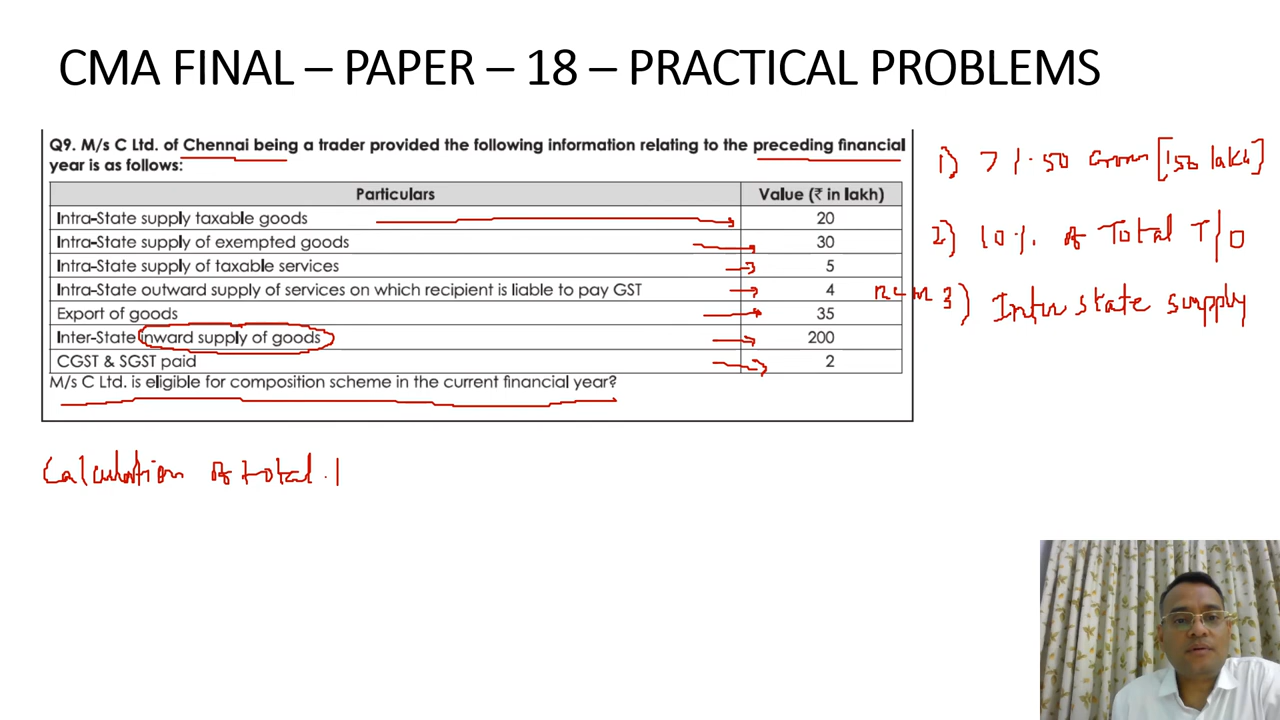 CMA FINAL – PAPER – 18 – PRACTICAL PROBLEMS
Q9. M/s C Ltd. of Chennai being a trader provided the following information relating to the preceding financial
year is as follows:
Particulars Value (₹ in lakh)
Intra-State supply taxable goods 20
Intra-State supply of exempted goods 30
Intra-State supply of taxable services 5
Intra-State outward supply of services on which recipient is liable to pay GST 4
Export of goods 35
Inter-State inward supply of goods 200
CGST & SGST paid 2
M/s C Ltd. is eligible for composition scheme in the current financial year?
1) > 1.50 Crore [150 lakh]
2) 10% of Total T/O
3) Inter state supply
Calculation of total